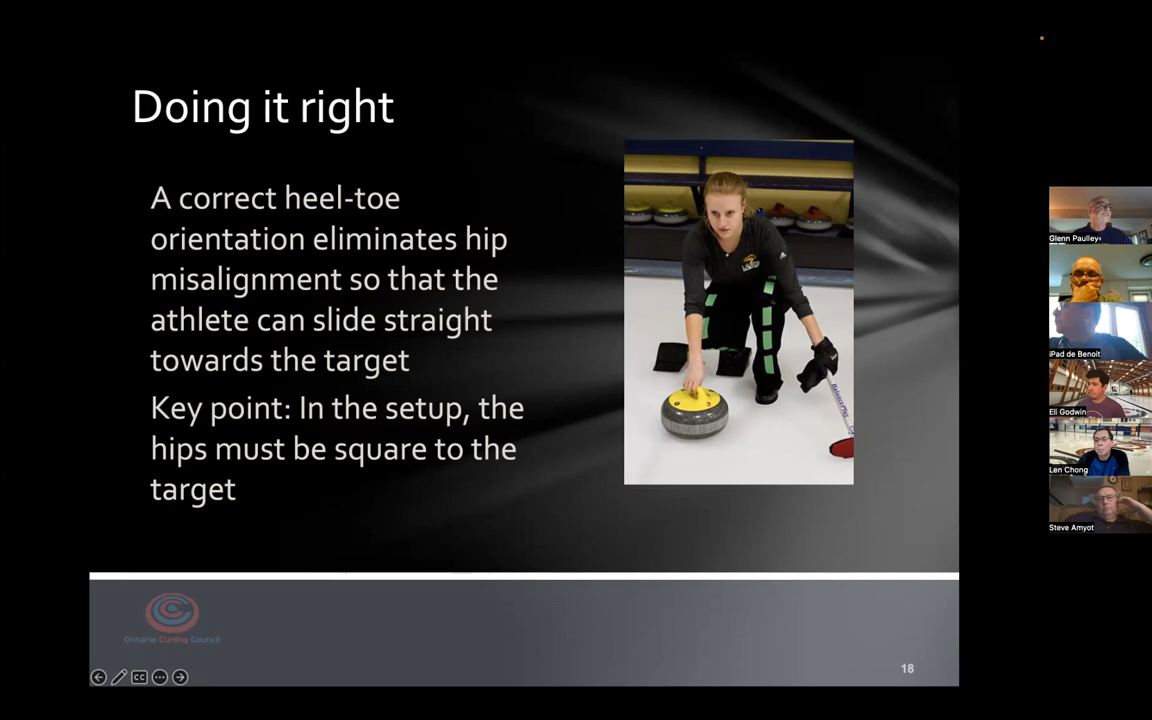 Doing it right
A correct heel-toe
orientation eliminates hip
misalignment so that the
athlete can slide straight
towards the target
Key point: In the setup, the
hips must be square to the
target
BalancePlus
Ontario Curling Council
CC
18
Glenn Paulley
iPad de Benoit
Eli Godwin
Len Chong
Steve Amyot